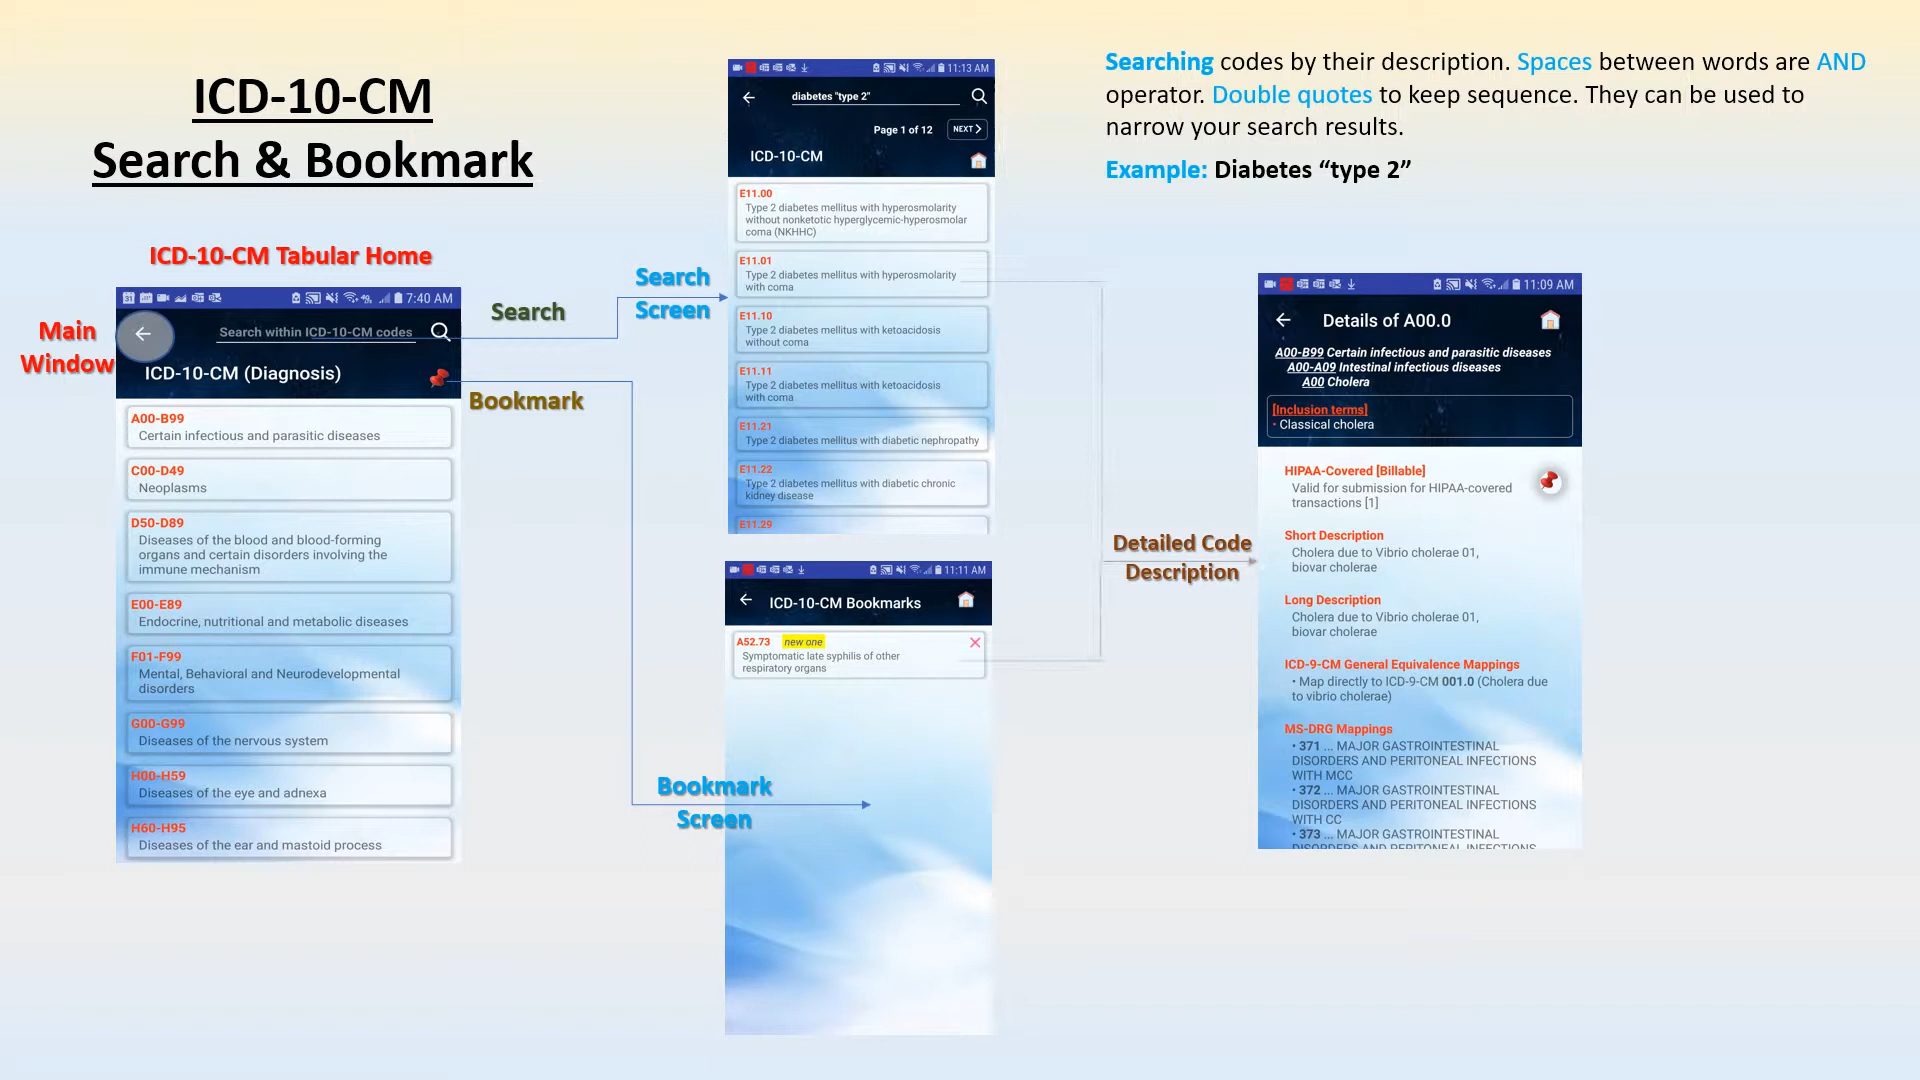 ICD-10-CM
Search & Bookmark
Searching codes by their description. Spaces between words are AND
operator. Double quotes to keep sequence. They can be used to
narrow your search results.
Example: Diabetes “type 2”
ICD-10-CM Tabular Home
Main
Window
7:40 AM
Search within ICD-10-CM codes
ICD-10-CM (Diagnosis)
A00-B99
Certain infectious and parasitic diseases
C00-D49
Neoplasms
D50-D89
Diseases of the blood and blood-forming
organs and certain disorders involving the
immune mechanism
E00-E89
Endocrine, nutritional and metabolic diseases
F01-F99
Mental, Behavioral and Neurodevelopmental
disorders
G00-G99
Diseases of the nervous system
H00-H59
Diseases of the eye and adnexa
H60-H95
Diseases of the ear and mastoid process
Search
Bookmark
Search
Screen
11:13 AM
diabetes "type 2"
Page 1 of 12
NEXT
ICD-10-CM
E11.00
Type 2 diabetes mellitus with hyperosmolarity
without nonketotic hyperglycemic-hyperosmolar
coma (NKHHC)
E11.01
Type 2 diabetes mellitus with hyperosmolarity
with coma
E11.10
Type 2 diabetes mellitus with ketoacidosis
without coma
E11.11
Type 2 diabetes mellitus with ketoacidosis
with coma
E11.21
Type 2 diabetes mellitus with diabetic nephropathy
E11.22
Type 2 diabetes mellitus with diabetic chronic
kidney disease
E11.29
Bookmark
Screen
11:11 AM
ICD-10-CM Bookmarks
A52.73 new one
Symptomatic late syphilis of other
respiratory organs
Detailed Code
Description
11:09 AM
Details of A00.0
A00-B99 Certain infectious and parasitic diseases
A00-A09 Intestinal infectious diseases
A00 Cholera
[Inclusion terms]
• Classical cholera
HIPAA-Covered [Billable]
Valid for submission for HIPAA-covered
transactions [1]
Short Description
Cholera due to Vibrio cholerae 01,
biovar cholerae
Long Description
Cholera due to Vibrio cholerae 01,
biovar cholerae
ICD-9-CM General Equivalence Mappings
• Map directly to ICD-9-CM 001.0 (Cholera due
to vibrio cholerae)
MS-DRG Mappings
• 371 ... MAJOR GASTROINTESTINAL
DISORDERS AND PERITONEAL INFECTIONS
WITH MCC
• 372 ... MAJOR GASTROINTESTINAL
DISORDERS AND PERITONEAL INFECTIONS
WITH CC
• 373 ... MAJOR GASTROINTESTINAL
DISORDERS AND PERITONEAL INFECTIONS